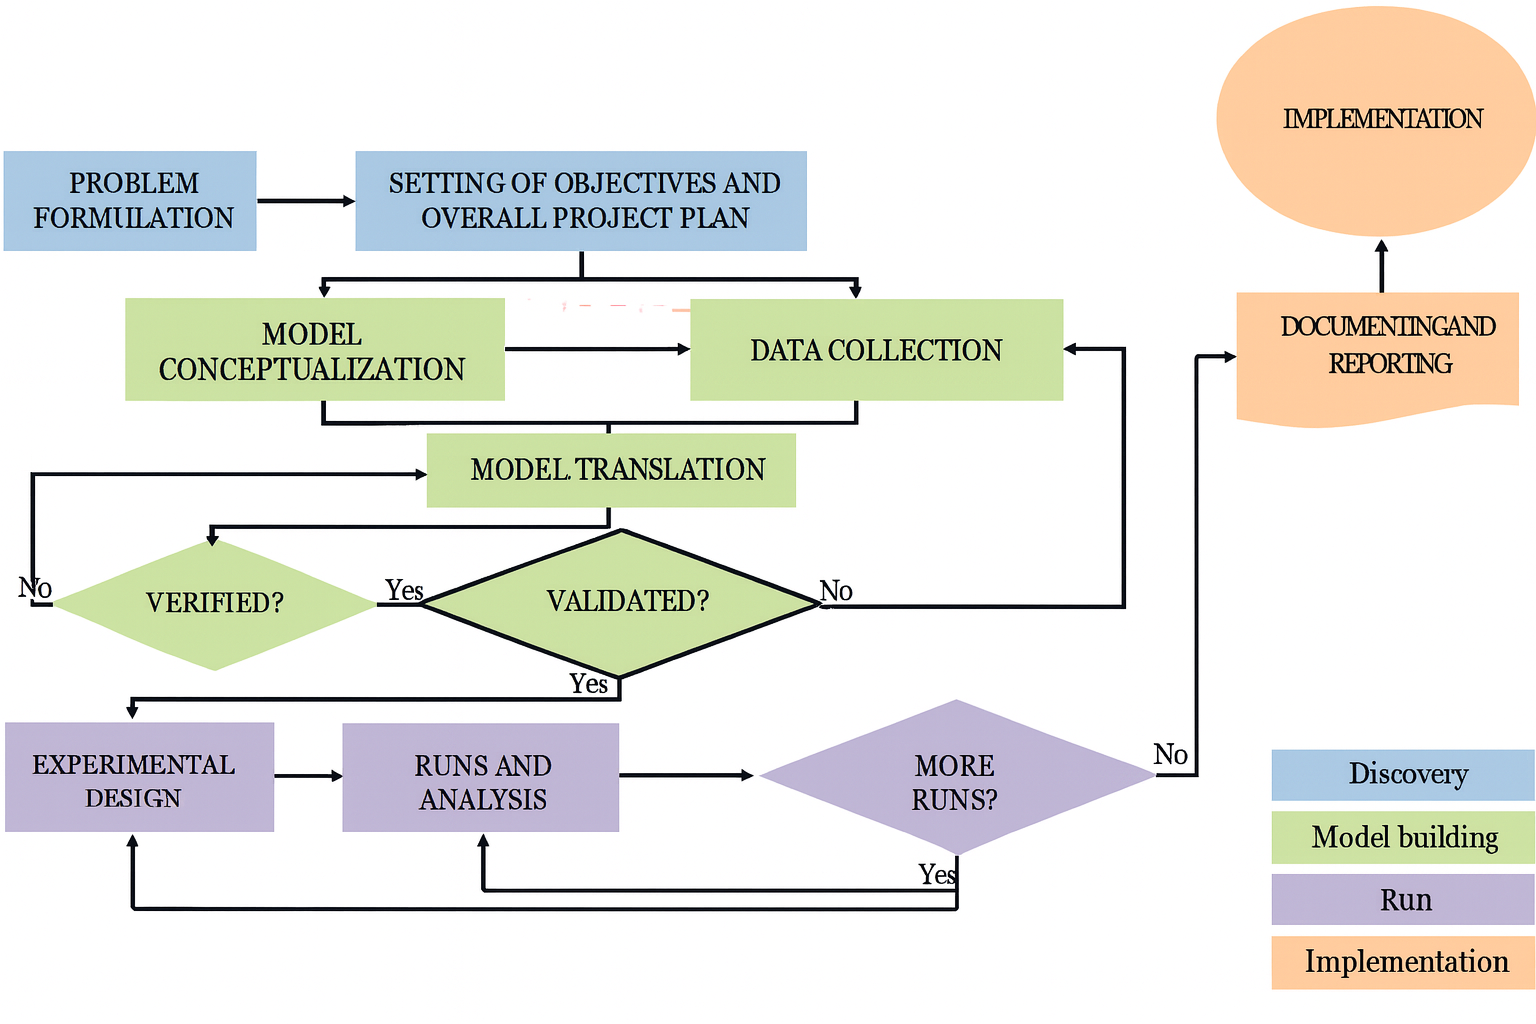 IMPLEMENTATION
PROBLEM
FORMULATION
SETTING OF OBJECTIVES AND
OVERALL PROJECT PLAN
MODEL
CONCEPTUALIZATION
DATA COLLECTION
DOCUMENTINGAND
REPORTING
MODEL. TRANSLATION
No
VERIFIED?
Yes
VALIDATED?
No
Yes
EXPERIMENTAL
DESIGN
RUNS AND
ANALYSIS
MORE
RUNS?
No
Yes
Discovery
Model building
Run
Implementation